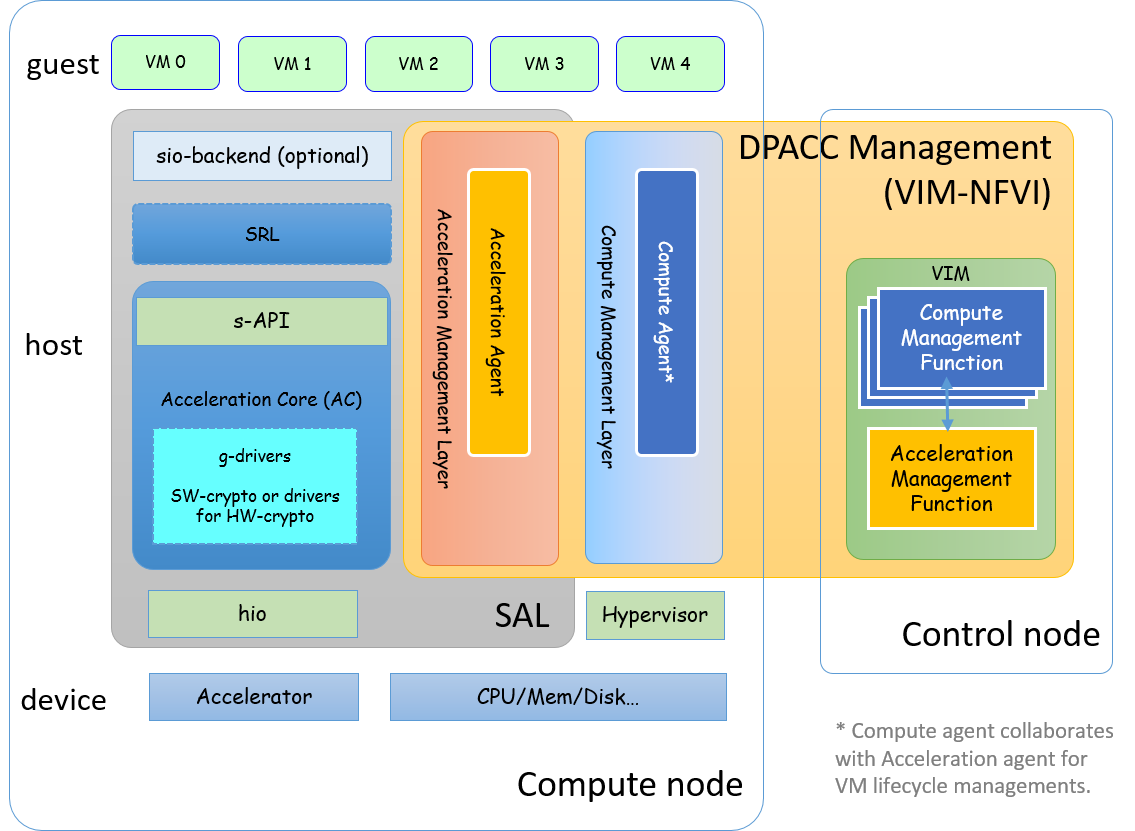 guest
VM 0
VM 1
VM 2
VM 3
VM 4
host
sio-backend (optional)
SRL
s-API
Acceleration Core (AC)
g-drivers
SW-crypto or drivers
for HW-crypto
hio
SAL
Acceleration Management Layer
Acceleration Agent
Compute Management Layer
Compute Agent*
Hypervisor
DPACC Management
(VIM-NFVI)
VIM
Compute
Management
Function
Acceleration
Management
Function
Control node
device
Accelerator
CPU/Mem/Disk…
Compute node
* Compute agent collaborates
with Acceleration agent for
VM lifecycle managements.